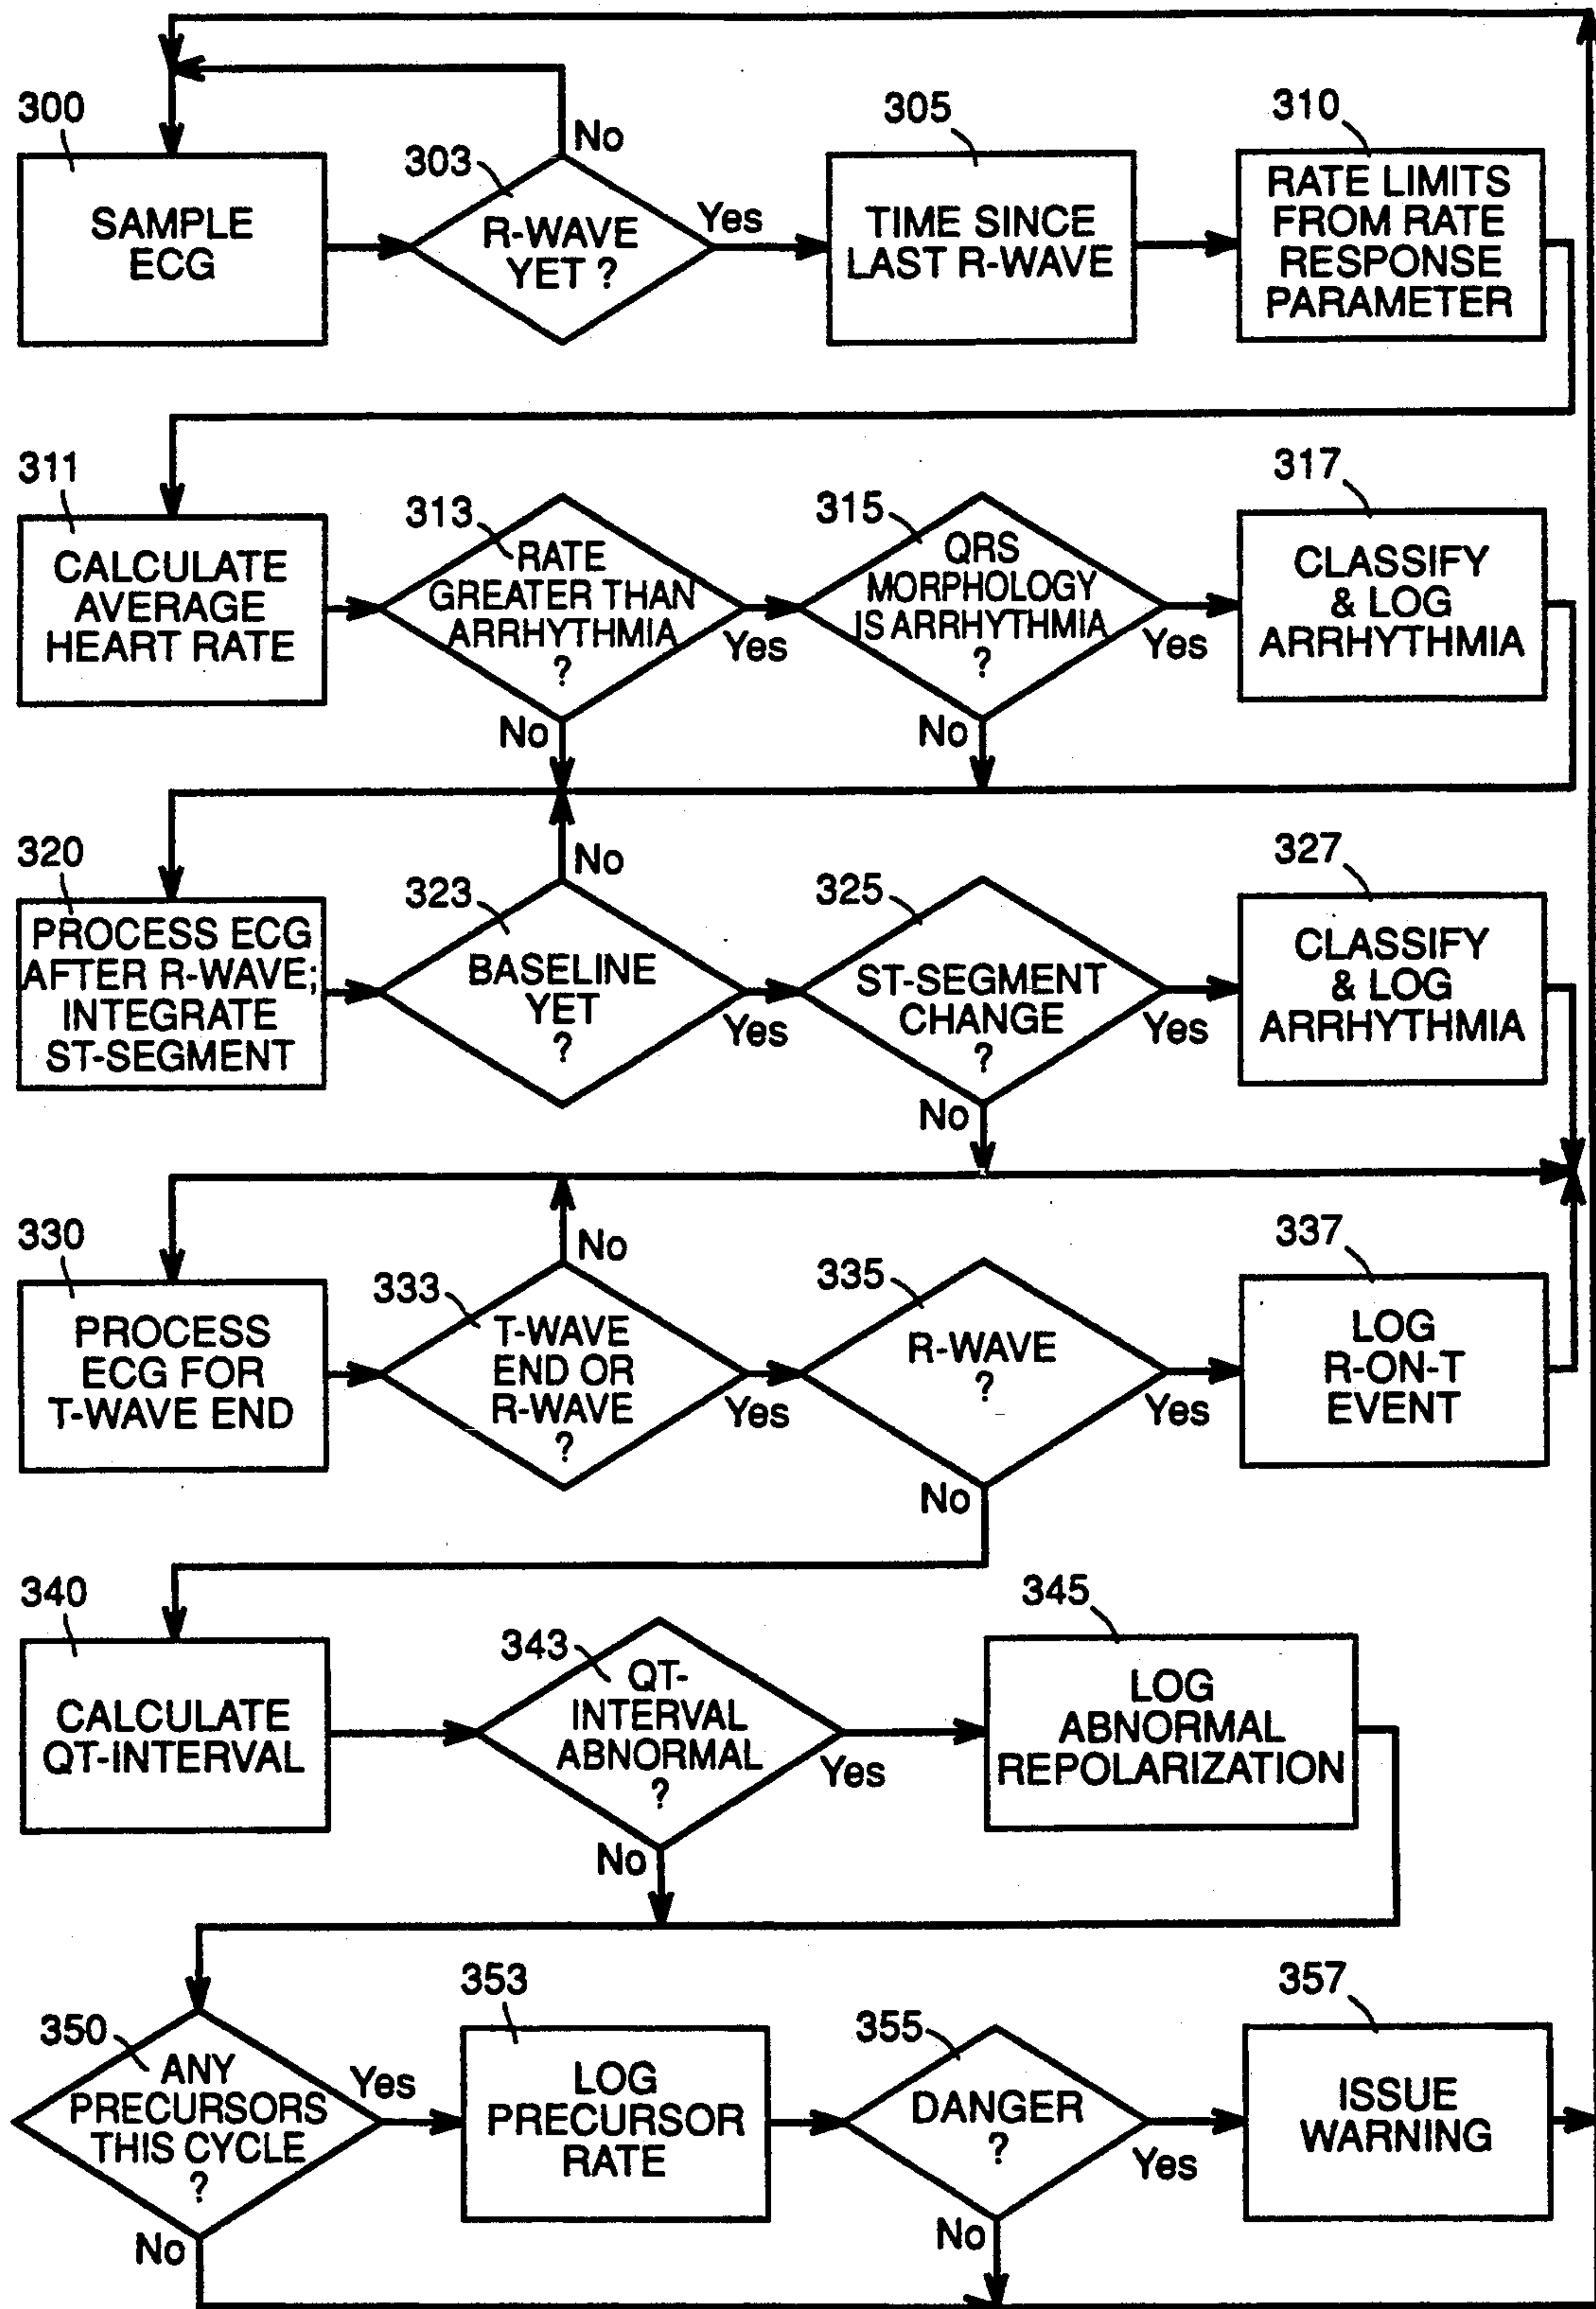 300
SAMPLE
ECG
303
R-WAVE
YET ?
No
Yes
305
TIME SINCE
LAST R-WAVE
310
RATE LIMITS
FROM RATE
RESPONSE
PARAMETER
311
CALCULATE
AVERAGE
HEART RATE
313
RATE
GREATER THAN
ARRHYTHMIA
?
Yes
No
315
QRS
MORPHOLOGY
IS ARRHYTHMIA
?
Yes
No
317
CLASSIFY
& LOG
ARRHYTHMIA
320
PROCESS ECG
AFTER R-WAVE;
INTEGRATE
ST-SEGMENT
323
No
BASELINE
YET
?
Yes
325
ST-SEGMENT
CHANGE
?
Yes
No
327
CLASSIFY
& LOG
ARRHYTHMIA
330
PROCESS
ECG FOR
T-WAVE END
333
No
T-WAVE
END OR
R-WAVE
?
Yes
335
R-WAVE
?
Yes
No
337
LOG
R-ON-T
EVENT
340
CALCULATE
QT-INTERVAL
343
QT-
INTERVAL
ABNORMAL
?
Yes
No
345
LOG
ABNORMAL
REPOLARIZATION
350
ANY
PRECURSORS
THIS CYCLE
?
Yes
No
353
LOG
PRECURSOR
RATE
355
DANGER
?
Yes
No
357
ISSUE
WARNING